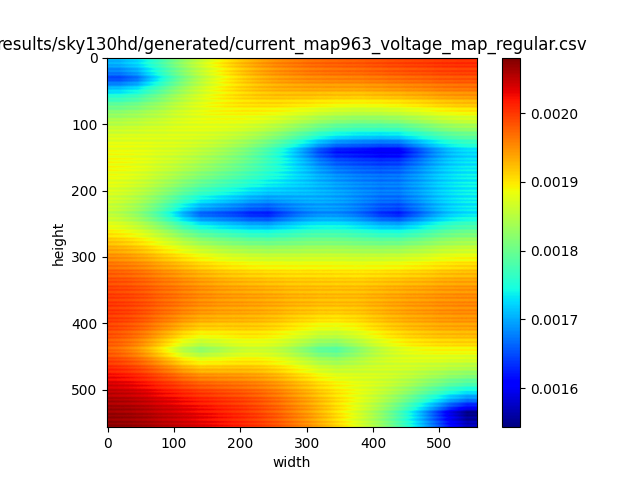 results/sky130hd/generated/current_map963_voltage_map_regular.csv
0
100
200
300
400
500
height
0 100 200 300 400 500
width
0.0020
0.0019
0.0018
0.0017
0.0016